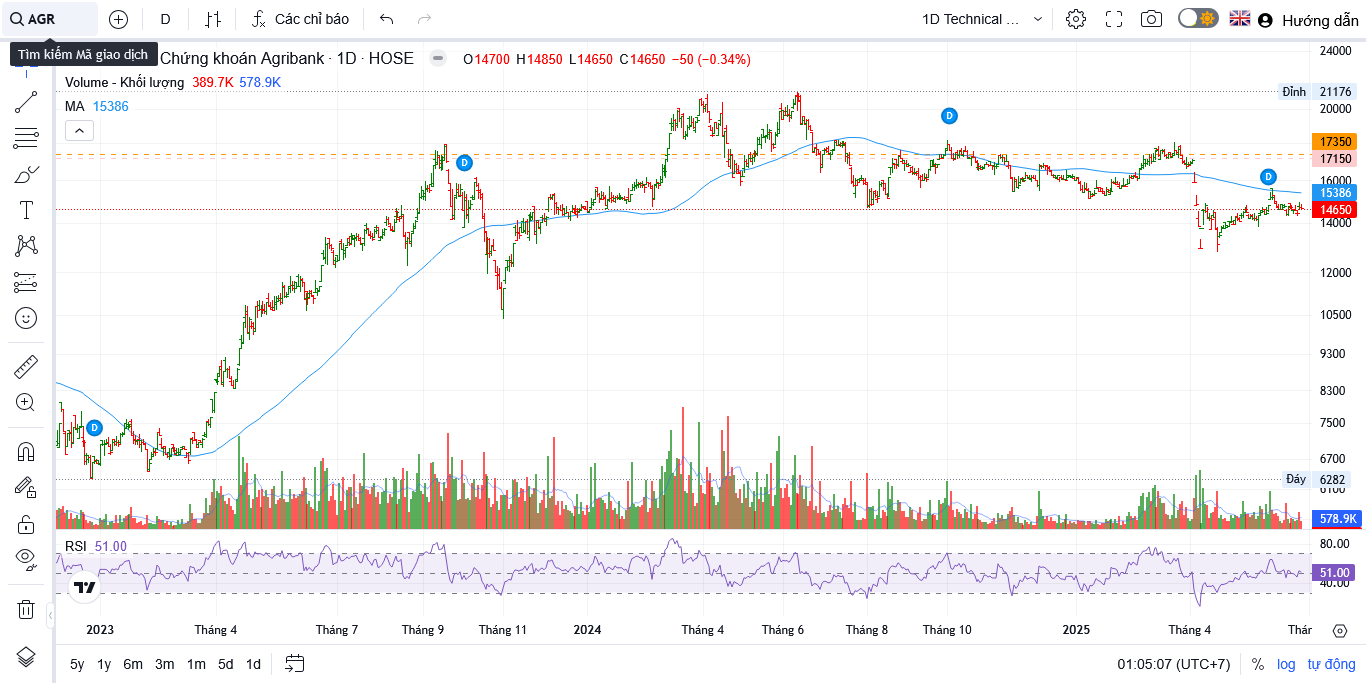 AGR D Các chỉ báo 1D Technical ... Hướng dẫn
Tìm kiếm Mã giao dịch
Chứng khoán Agribank · 1D · HOSE O14700 H14850 L14650 C14650 −50 (−0.34%)
Volume - Khối lượng 389.7K 578.9K
MA 15386
24000
Đỉnh 21176
20000
D
17350
17150
D
D
16000
15386
14650
14000
12000
10500
9300
8300
7500
D
6700
Đáy 6282
6100
578.9K
RSI 51.00
80.00
51.00
40.00
2023 Tháng 4 Tháng 7 Tháng 9 Tháng 11 2024 Tháng 4 Tháng 6 Tháng 8 Tháng 10 2025 Tháng 4 Thár
5y 1y 6m 3m 1m 5d 1d 01:05:07 (UTC+7) % log tự động